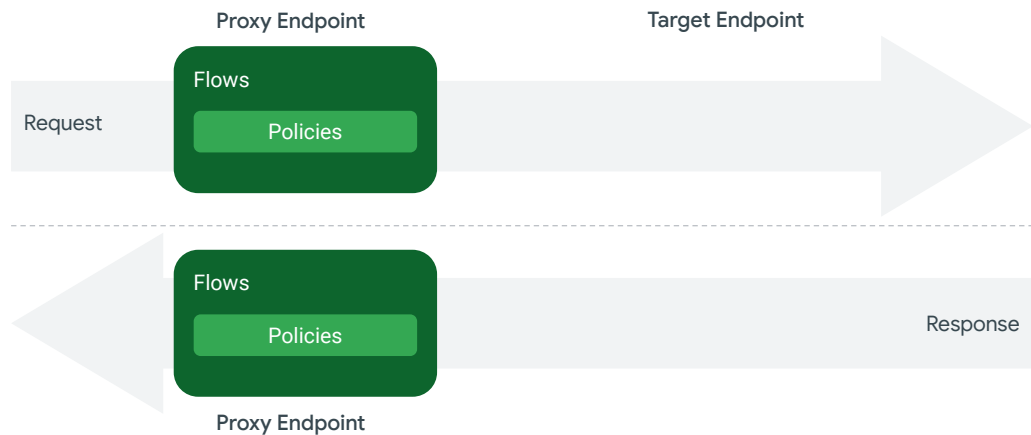 Proxy Endpoint
Target Endpoint
Flows
Request
Policies
Flows
Response
Policies
Proxy Endpoint